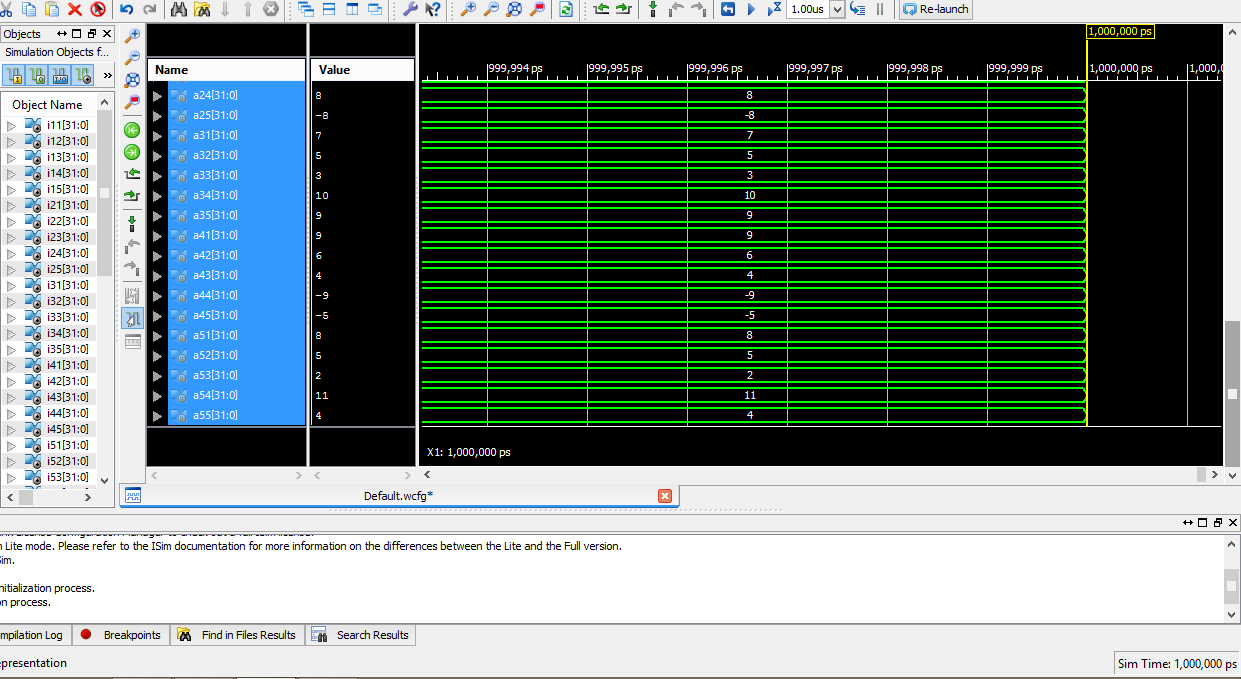 1.00us
Re-launch
Objects
Simulation Objects f...
Object Name
i11[31:0]
i12[31:0]
i13[31:0]
i14[31:0]
i15[31:0]
i21[31:0]
i22[31:0]
i23[31:0]
i24[31:0]
i25[31:0]
i31[31:0]
i32[31:0]
i33[31:0]
i34[31:0]
i35[31:0]
i41[31:0]
i42[31:0]
i43[31:0]
i44[31:0]
i45[31:0]
i51[31:0]
i52[31:0]
i53[31:0]
1,000,000 ps
Name Value 999,994 ps 999,995 ps 999,996 ps 999,997 ps 999,998 ps 999,999 ps 1,000,000 ps 1,000,0
a24[31:0] 8 8
a25[31:0] -8 -8
a31[31:0] 7 7
a32[31:0] 5 5
a33[31:0] 3 3
a34[31:0] 10 10
a35[31:0] 9 9
a41[31:0] 9 9
a42[31:0] 6 6
a43[31:0] 4 4
a44[31:0] -9 -9
a45[31:0] -5 -5
a51[31:0] 8 8
a52[31:0] 5 5
a53[31:0] 2 2
a54[31:0] 11 11
a55[31:0] 4 4
X1: 1,000,000 ps
Default.wcfg*
Lite mode. Please refer to the ISim documentation for more information on the differences between the Lite and the Full version.
Sim.
nitialization process.
on process.
mpilation Log Breakpoints Find in Files Results Search Results
epresentation
Sim Time: 1,000,000 ps